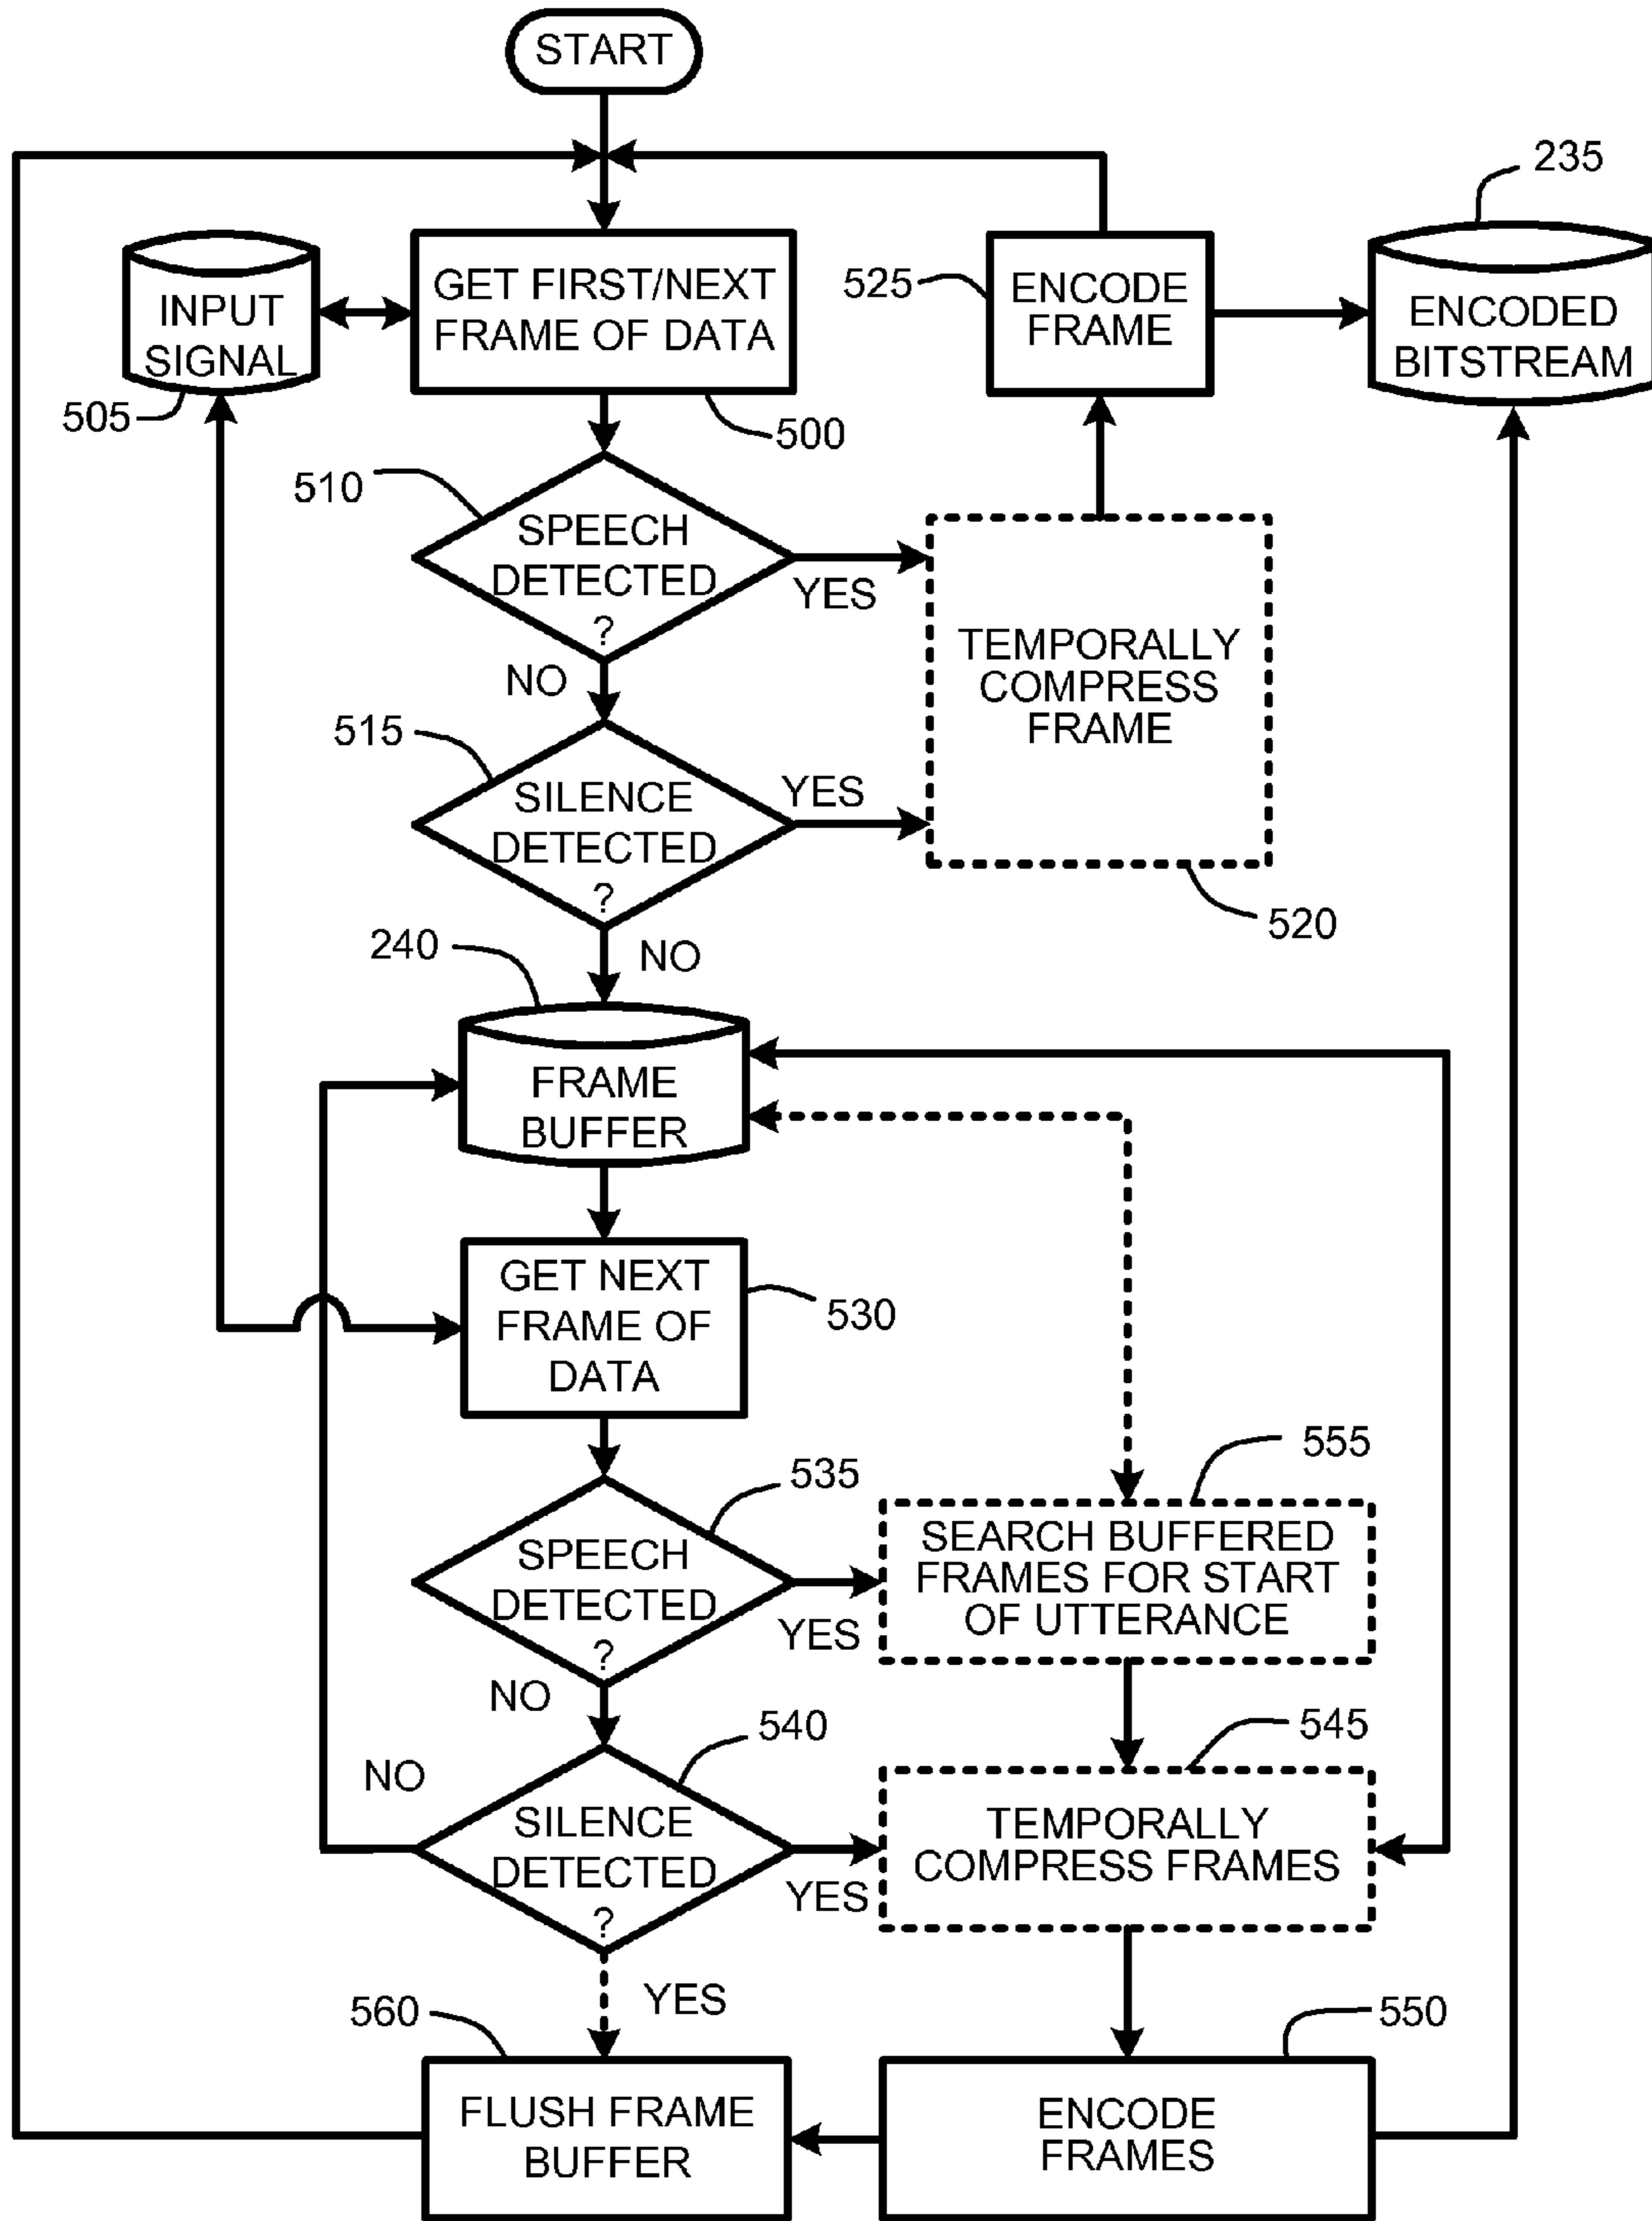 START
235
INPUT
SIGNAL
505
GET FIRST/NEXT
FRAME OF DATA
500
525
ENCODE
FRAME
ENCODED
BITSTREAM
510
SPEECH
DETECTED
?
YES
NO
TEMPORALLY
COMPRESS
FRAME
520
515
SILENCE
DETECTED
?
YES
NO
240
FRAME
BUFFER
GET NEXT
FRAME OF
DATA
530
535
SPEECH
DETECTED
?
YES
NO
555
SEARCH BUFFERED
FRAMES FOR START
OF UTTERANCE
540
SILENCE
DETECTED
?
NO
YES
YES
545
TEMPORALLY
COMPRESS FRAMES
560
FLUSH FRAME
BUFFER
550
ENCODE
FRAMES